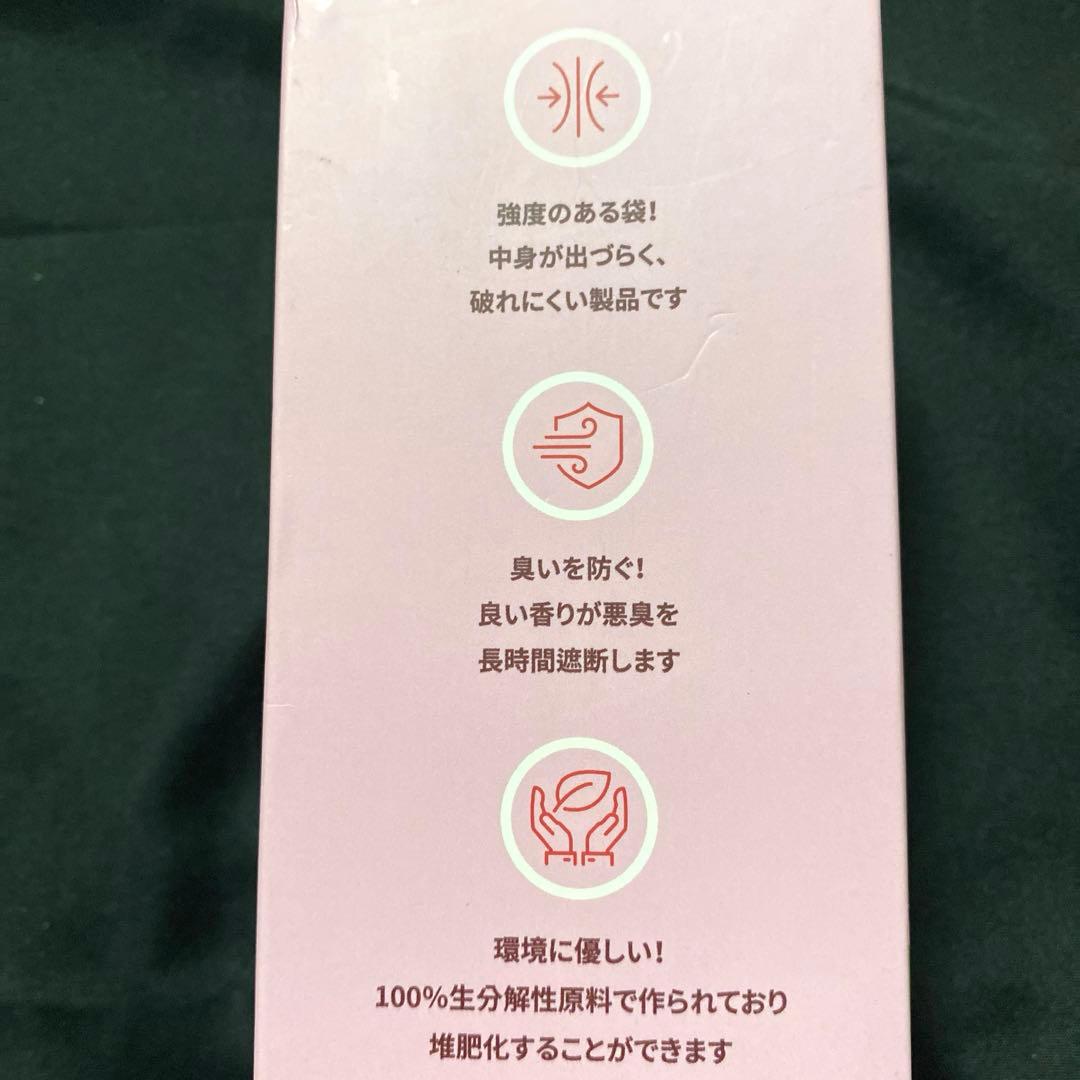 強度のある袋!
中身が出づらく、
破れにくい製品です
臭いを防ぐ!
良い香りが悪臭を
長時間遮断します
環境に優しい!
100%生分解性原料で作られており
堆肥化することができます